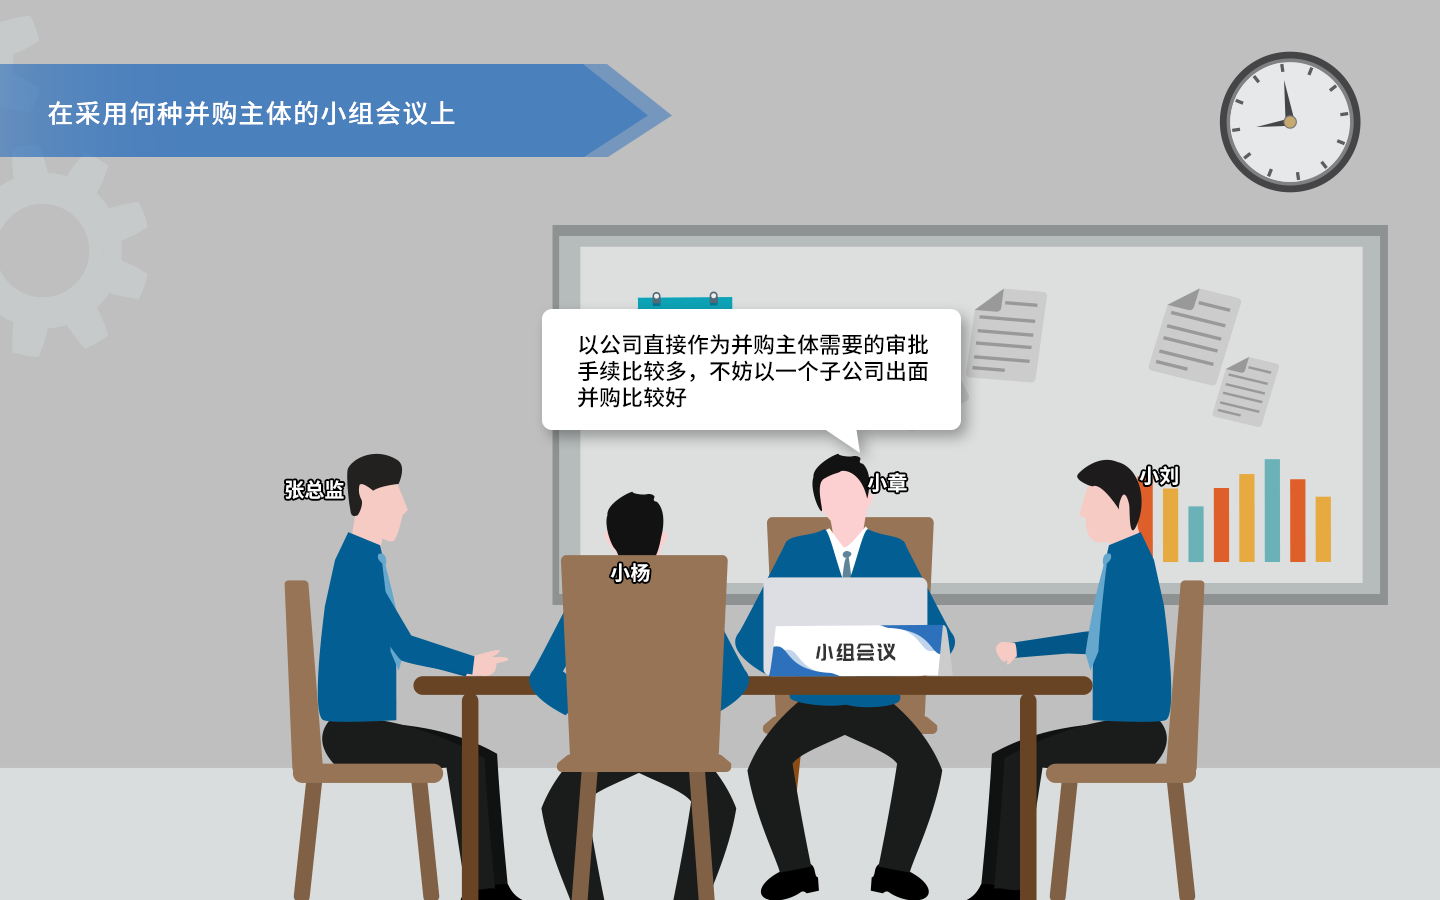 在采用何种并购主体的小组会议上
以公司直接作为并购主体需要的审批
手续比较多，不妨以一个子公司出面
并购比较好
张总监
小章
小刘
小杨
小组会议